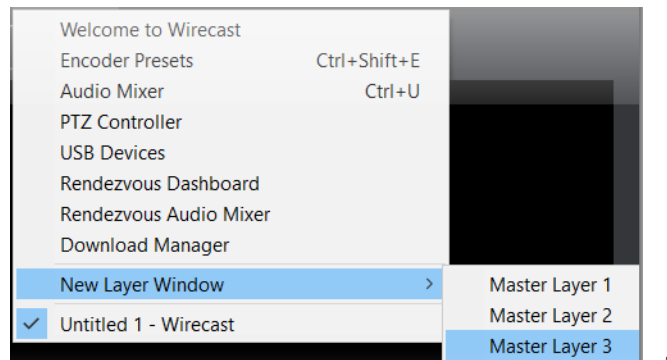 Welcome to Wirecast
Encoder Presets Ctrl+Shift+E
Audio Mixer Ctrl+U
PTZ Controller
USB Devices
Rendezvous Dashboard
Rendezvous Audio Mixer
Download Manager
New Layer Window
Master Layer 1
Untitled 1 - Wirecast
Master Layer 2
Master Layer 3